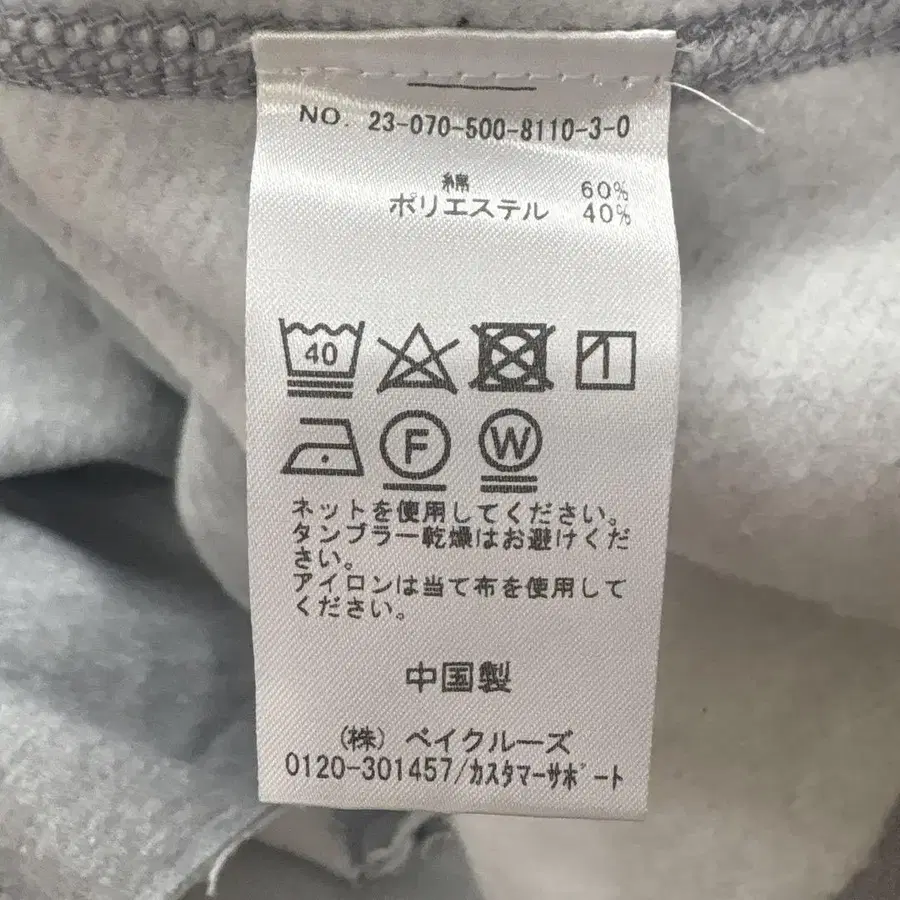 NO. 23-070-500-8110-3-0
綿 60%
ポリエステル 40%
40
F
W
ネットを使用してください。
タンブラー乾燥はお避けくだ
さい。
アイロンは当て布を使用して
ください。
中国製
(株) ベイクルーズ
0120-301457/カスタマーサポート